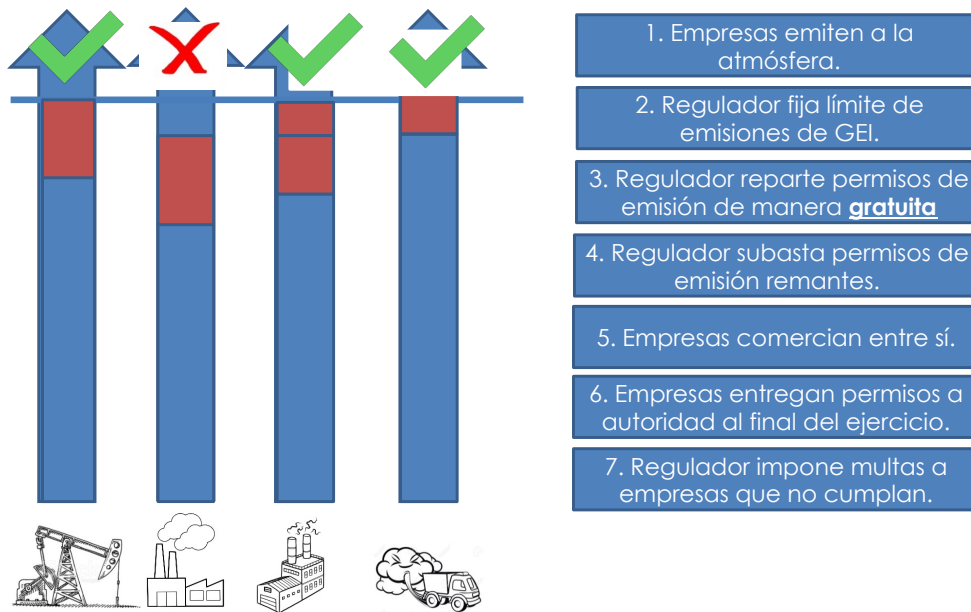 1. Empresas emiten a la
atmósfera.
2. Regulador fija límite de
emisiones de GEI.
3. Regulador reparte permisos de
emisión de manera gratuita
4. Regulador subasta permisos de
emisión remantes.
5. Empresas comercian entre sí.
6. Empresas entregan permisos a
autoridad al final del ejercicio.
7. Regulador impone multas a
empresas que no cumplan.